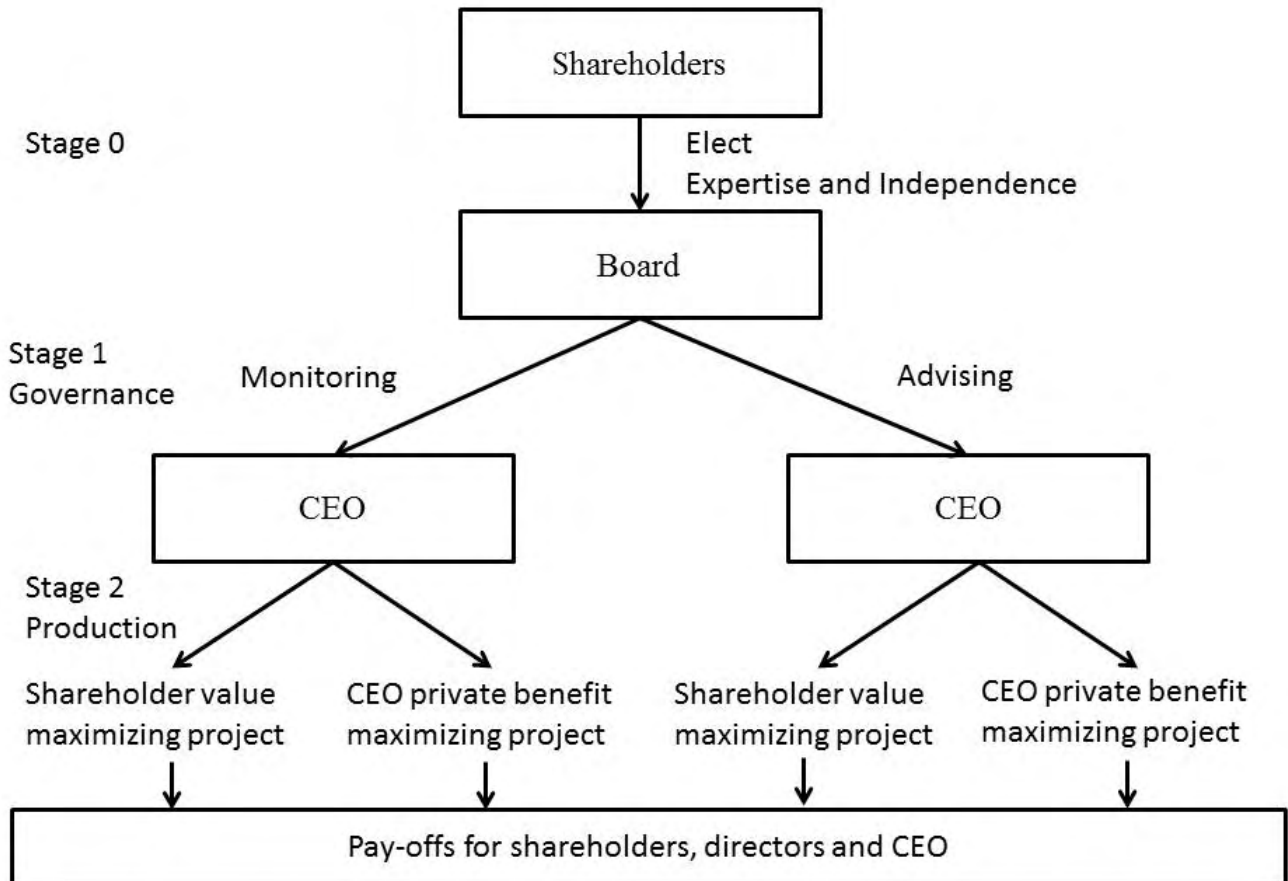 Shareholders
Stage 0
Elect
Expertise and Independence
Board
Stage 1
Governance
Monitoring
Advising
CEO
CEO
Stage 2
Production
Shareholder value
maximizing project
CEO private benefit
maximizing project
Shareholder value
maximizing project
CEO private benefit
maximizing project
Pay-offs for shareholders, directors and CEO